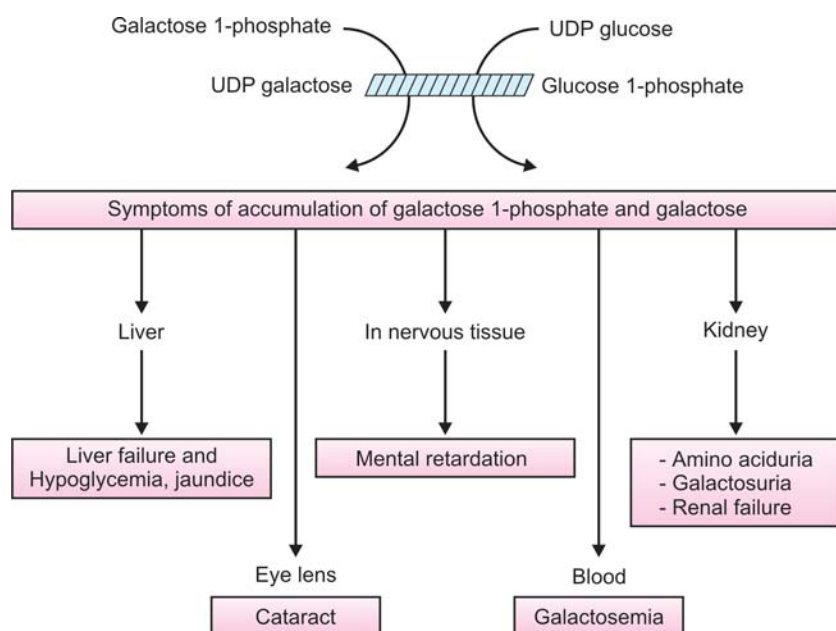 Galactose 1-phosphate
UDP glucose
UDP galactose
Glucose 1-phosphate
Symptoms of accumulation of galactose 1-phosphate and galactose
Liver
In nervous tissue
Kidney
Liver failure and
Hypoglycemia, jaundice
Mental retardation
- Amino aciduria
- Galactosuria
- Renal failure
Eye lens
Blood
Cataract
Galactosemia